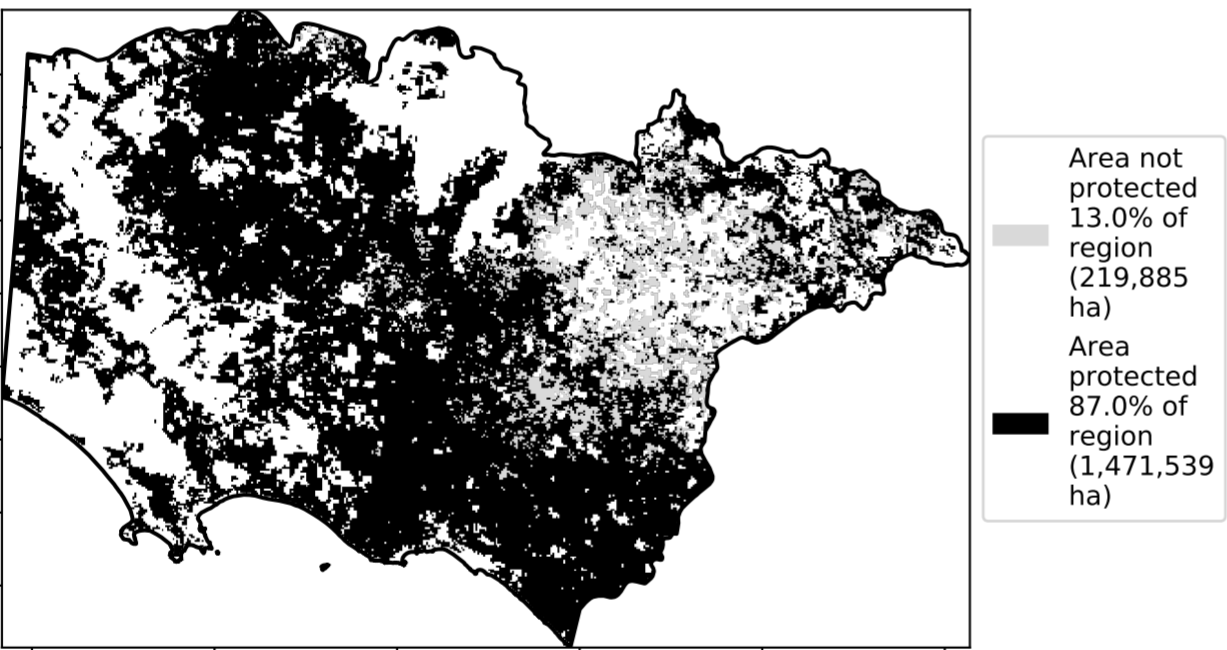 Area not
protected
13.0% of
region
(219,885
ha)
Area
protected
87.0% of
region
(1,471,539
ha)